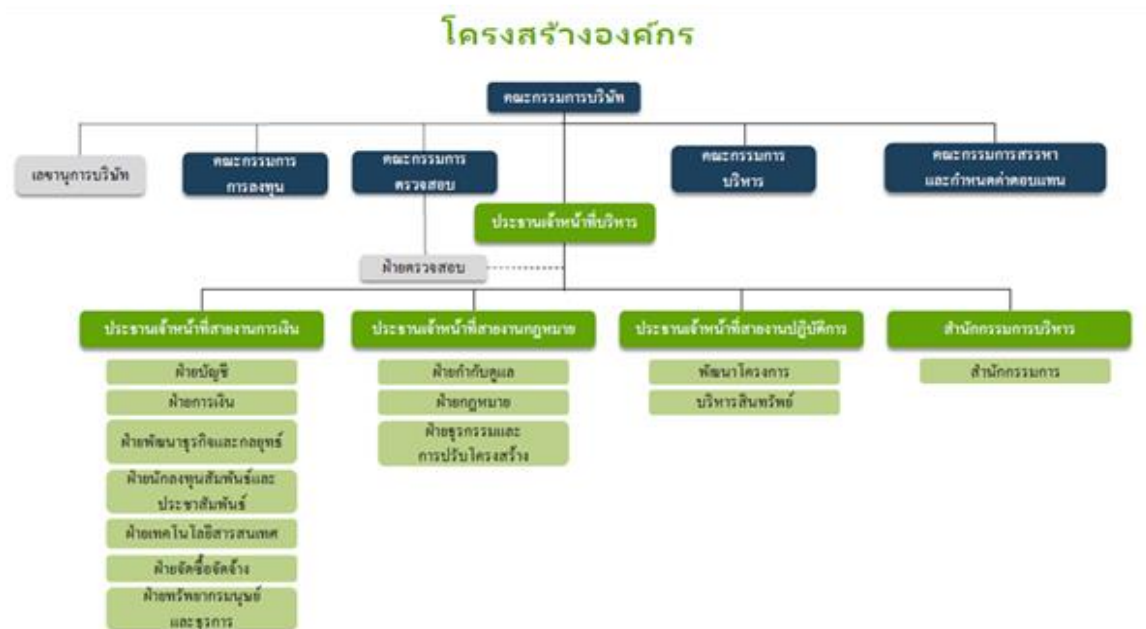 โครงสร้างองค์กร
คณะกรรมการบริษัท
เลขานุการบริษัท
คณะกรรมการ
การลงทุน
คณะกรรมการ
ตรวจสอบ
คณะกรรมการ
บริหาร
คณะกรรมการสรรหา
และกำหนดค่าตอบแทน
ประธานเจ้าหน้าที่บริหาร
ฝ่ายตรวจสอบ
ประธานเจ้าหน้าที่สายงานการเงิน
ฝ่ายบัญชี
ฝ่ายการเงิน
ฝ่ายพัฒนาธุรกิจและกลยุทธ์
ฝ่ายนักลงทุนสัมพันธ์และ
ประชาสัมพันธ์
ฝ่ายเทคโนโลยีสารสนเทศ
ฝ่ายจัดซื้อจัดจ้าง
ฝ่ายทรัพยากรมนุษย์
และธุรการ
ประธานเจ้าหน้าที่สายงานกฎหมาย
ฝ่ายกำกับดูแล
ฝ่ายกฎหมาย
ฝ่ายธุรกรรมและ
การปรับโครงสร้าง
ประธานเจ้าหน้าที่สายงานปฏิบัติการ
พัฒนาโครงการ
บริหารสินทรัพย์
สำนักกรรมการบริหาร
สำนักกรรมการ